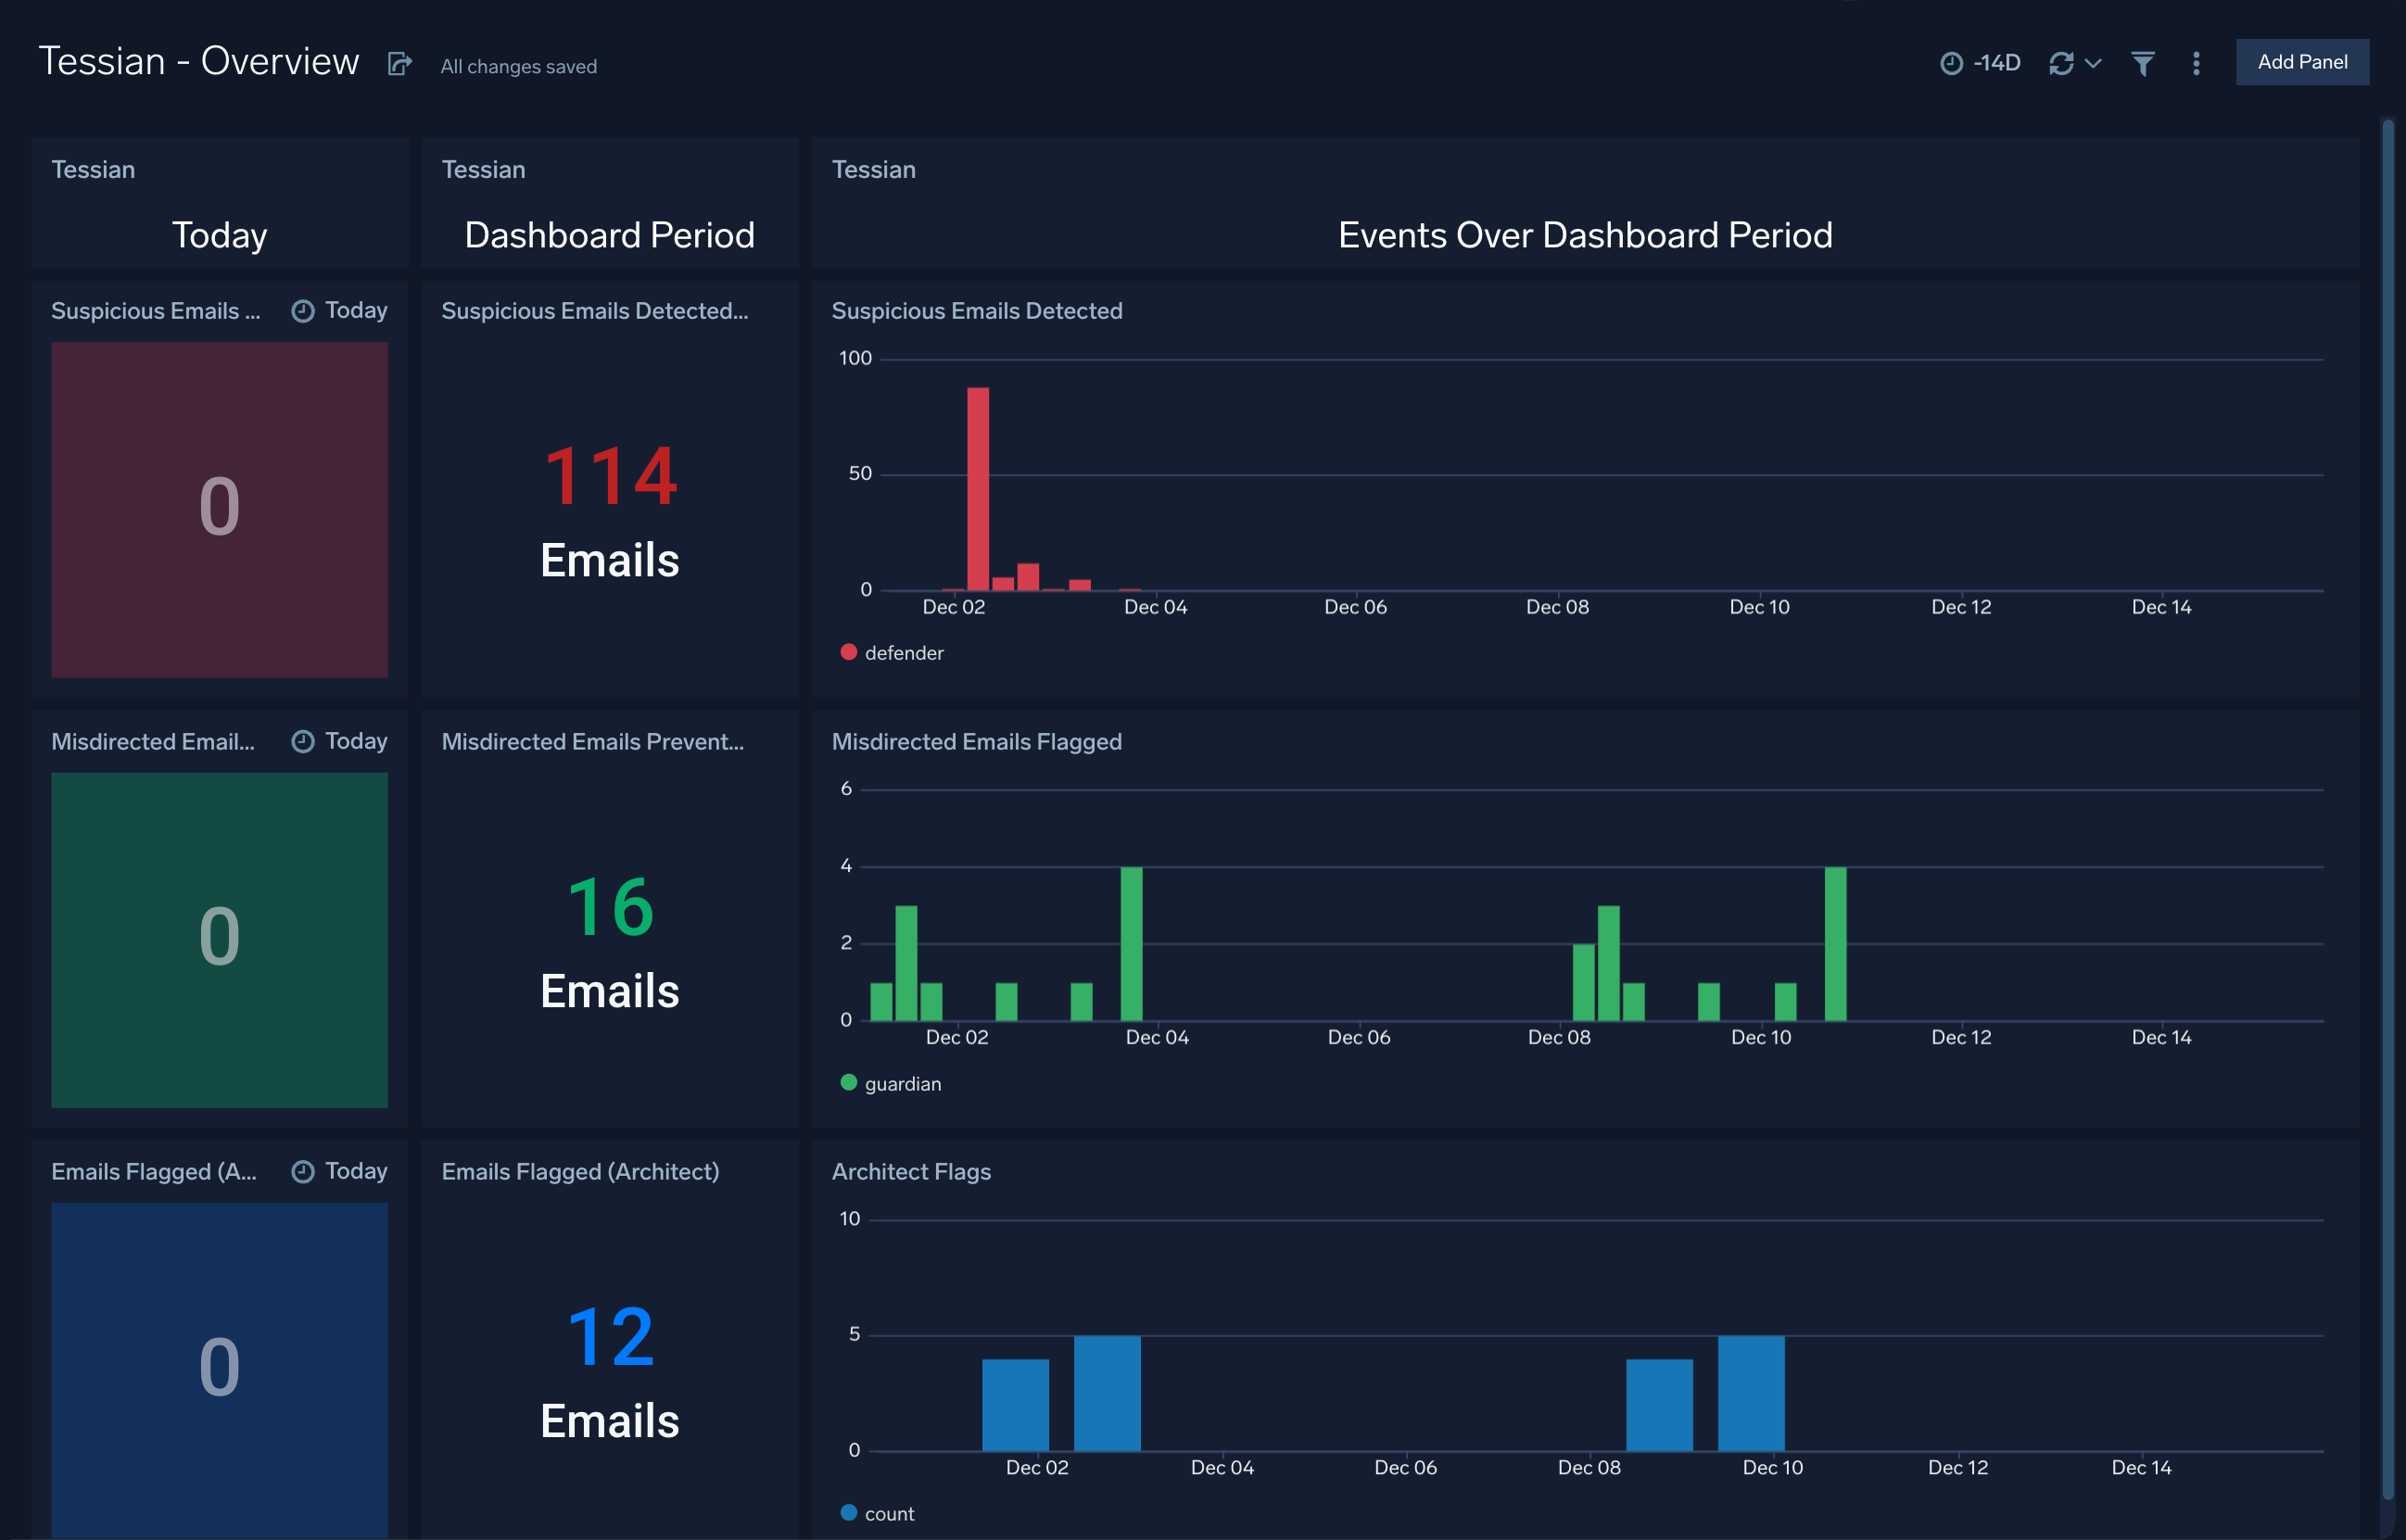 Tessian - Overview
All changes saved
-14D
Add Panel
Tessian
Today
Tessian
Dashboard Period
Tessian
Events Over Dashboard Period
Suspicious Emails ...
Today
0
Suspicious Emails Detected...
114
Emails
Suspicious Emails Detected
100
50
0
Dec 02 Dec 04 Dec 06 Dec 08 Dec 10 Dec 12 Dec 14
defender
Misdirected Email...
Today
0
Misdirected Emails Prevent...
16
Emails
Misdirected Emails Flagged
6
4
2
0
Dec 02 Dec 04 Dec 06 Dec 08 Dec 10 Dec 12 Dec 14
guardian
Emails Flagged (A...
Today
0
Emails Flagged (Architect)
12
Emails
Architect Flags
10
5
0
Dec 02 Dec 04 Dec 06 Dec 08 Dec 10 Dec 12 Dec 14
count